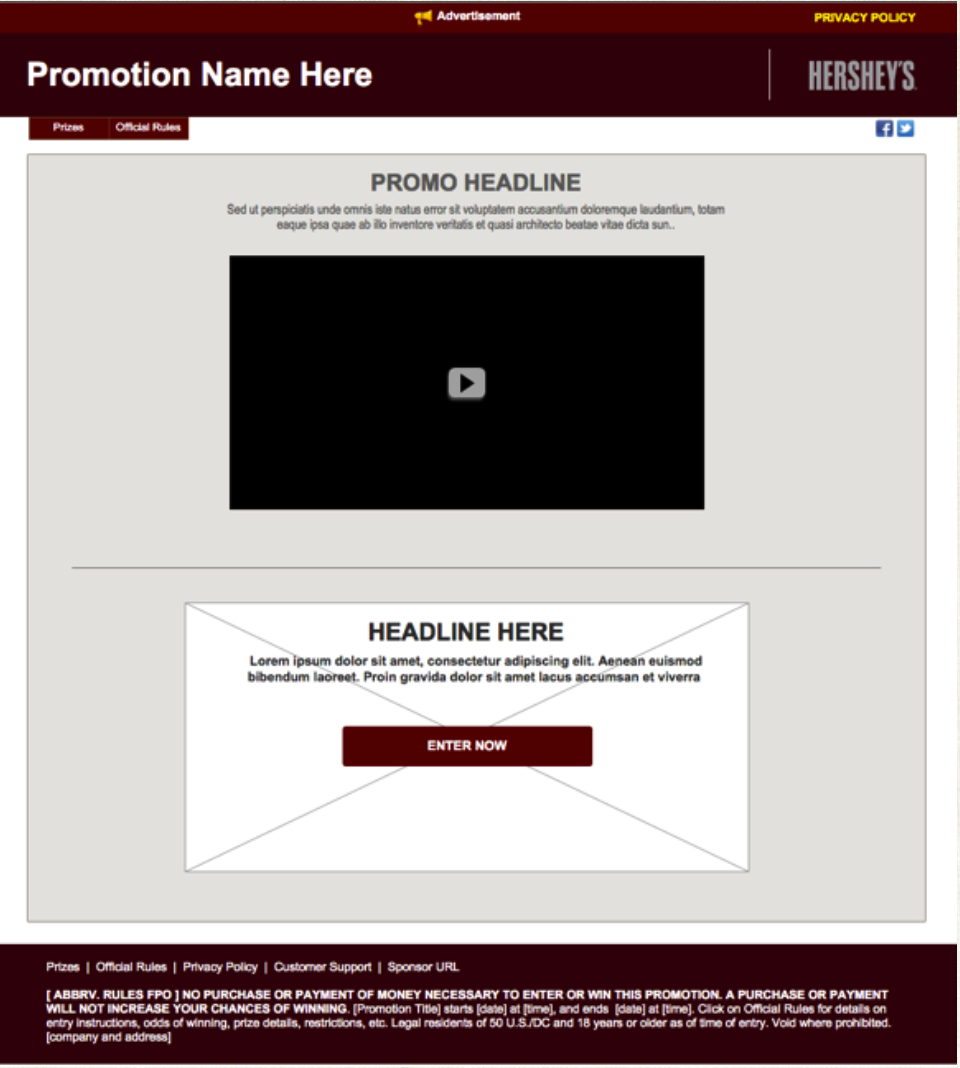 Advertisement
PRIVACY POLICY
Promotion Name Here
HERSHEY'S
Prizes
Official Rules
PROMO HEADLINE
Sed ut perspiciatis unde omnis iste natus error sit voluptatem accusantium doloremque laudantium, totam
eaque ipsa quae ab illo inventore veritatis et quasi architecto beatae vitae dicta sun..
HEADLINE HERE
Lorem ipsum dolor sit amet, consectetur adipiscing elit. Aenean euismod
bibendum laoreet. Proin gravida dolor sit amet lacus accumsan et viverra
ENTER NOW
Prizes | Official Rules | Privacy Policy | Customer Support | Sponsor URL
[ ABBRV. RULES FPO ] NO PURCHASE OR PAYMENT OF MONEY NECESSARY TO ENTER OR WIN THIS PROMOTION. A PURCHASE OR PAYMENT
WILL NOT INCREASE YOUR CHANCES OF WINNING. [Promotion Title] starts [date] at [time], and ends [date] at [time]. Click on Official Rules for details on
entry instructions, odds of winning, prize details, restrictions, etc. Legal residents of 50 U.S./DC and 18 years or older as of time of entry. Void where prohibited.
[company and address]